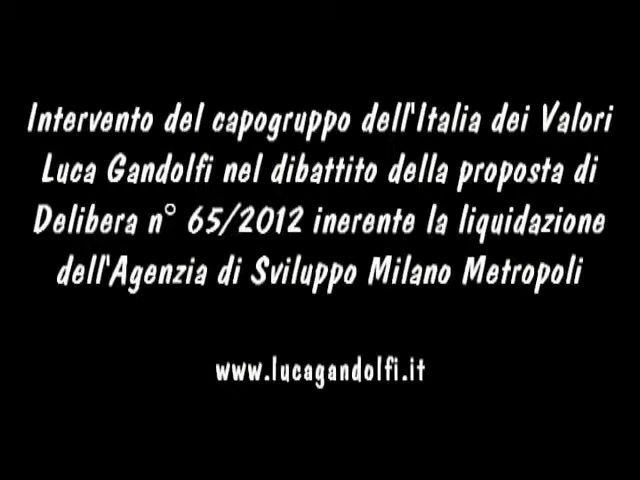 Intervento del capogruppo dell'Italia dei Valori
Luca Gandolfi nel dibattito della proposta di
Delibera n° 65/2012 inerente la liquidazione
dell'Agenzia di Sviluppo Milano Metropoli
www.lucagandolfi.it